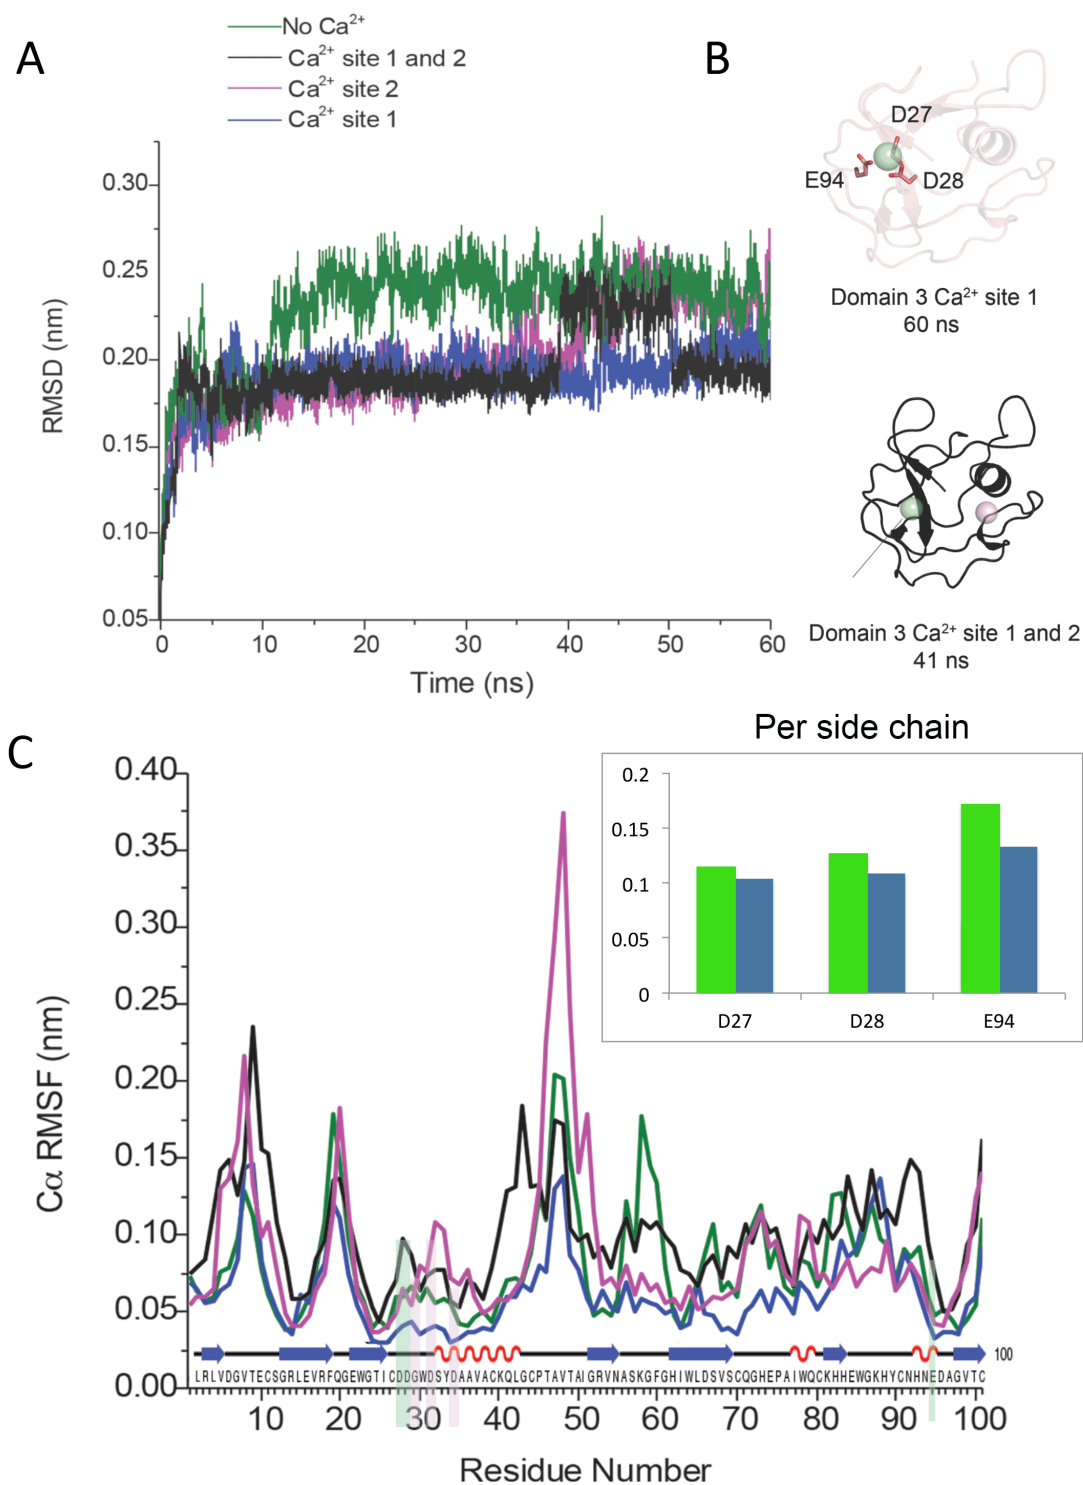 A
No Ca2+
Ca2+ site 1 and 2
Ca2+ site 2
Ca2+ site 1
RMSD (nm)
0.30
0.25
0.20
0.15
0.10
0.05
0 10 20 30 40 50 60
Time (ns)
B
D27
E94
D28
Domain 3 Ca2+ site 1
60 ns
Domain 3 Ca2+ site 1 and 2
41 ns
C
Per side chain
0.2
0.15
0.1
0.05
0
D27 D28 E94
Cα RMSF (nm)
0.40
0.35
0.30
0.25
0.20
0.15
0.10
0.05
0.00
100
LRLVDGVTECSGRLEVRFQGEWGTICDDGWDSYDAAVACKQLGCPTAVTAIGRVNASKGFGHIWLDSVSCQGHEPAIWQCKHHEWGKHYCNHNEDAGVTC
10 20 30 40 50 60 70 80 90 100
Residue Number